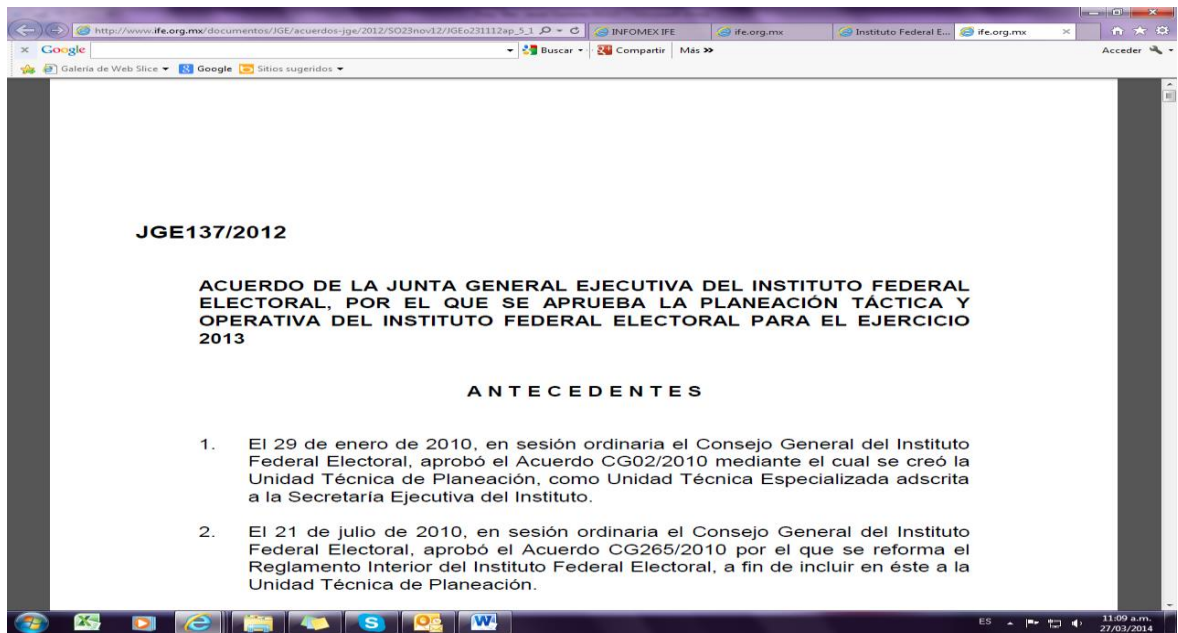 http://www.ife.org.mx/documentos/JGE/acuerdos-jge/2012/SO23nov12/JGEo231112ap_5_1
INFOMEX IFE
ife.org.mx
Instituto Federal E...
ife.org.mx
Google
Buscar
Compartir
Más >>
Acceder
Galería de Web Slice
Google
Sitios sugeridos
JGE137/2012
ACUERDO DE LA JUNTA GENERAL EJECUTIVA DEL INSTITUTO FEDERAL
ELECTORAL, POR EL QUE SE APRUEBA LA PLANEACIÓN TÁCTICA Y
OPERATIVA DEL INSTITUTO FEDERAL ELECTORAL PARA EL EJERCICIO
2013
A N T E C E D E N T E S
1. El 29 de enero de 2010, en sesión ordinaria el Consejo General del Instituto
Federal Electoral, aprobó el Acuerdo CG02/2010 mediante el cual se creó la
Unidad Técnica de Planeación, como Unidad Técnica Especializada adscrita
a la Secretaría Ejecutiva del Instituto.
2. El 21 de julio de 2010, en sesión ordinaria el Consejo General del Instituto
Federal Electoral, aprobó el Acuerdo CG265/2010 por el que se reforma el
Reglamento Interior del Instituto Federal Electoral, a fin de incluir en éste a la
Unidad Técnica de Planeación.
ES
11:09 a.m.
27/03/2014